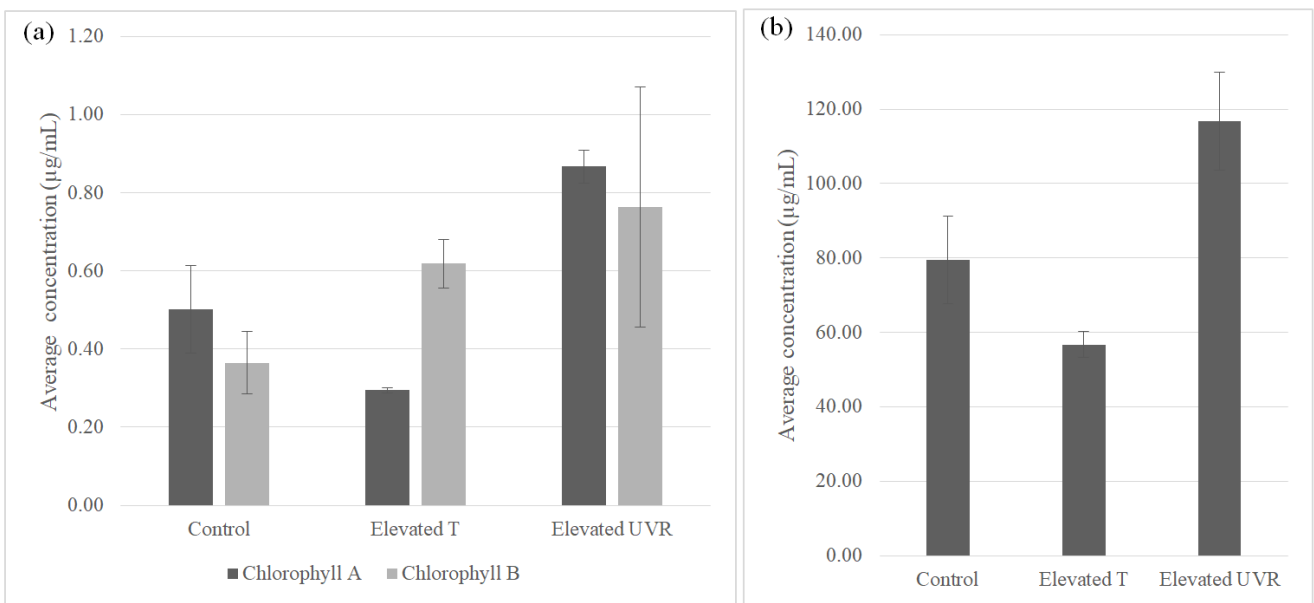 (a)
Average concentration (µg/mL)
1.20
1.00
0.80
0.60
0.40
0.20
0.00
Control
Elevated T
Elevated UVR
Chlorophyll A
Chlorophyll B
(b)
Average concentration (µg/mL)
140.00
120.00
100.00
80.00
60.00
40.00
20.00
0.00
Control
Elevated T
Elevated UVR